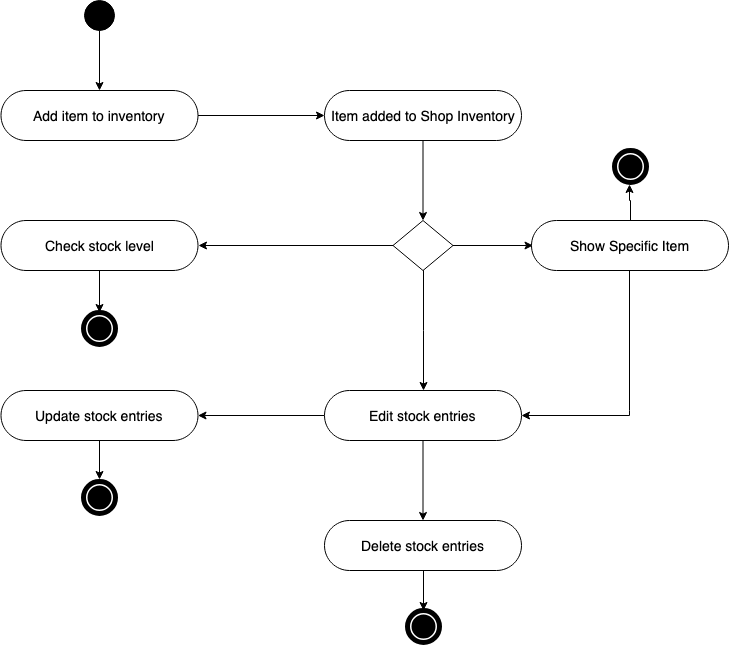 Add item to inventory
Item added to Shop Inventory
Check stock level
Show Specific Item
Update stock entries
Edit stock entries
Delete stock entries